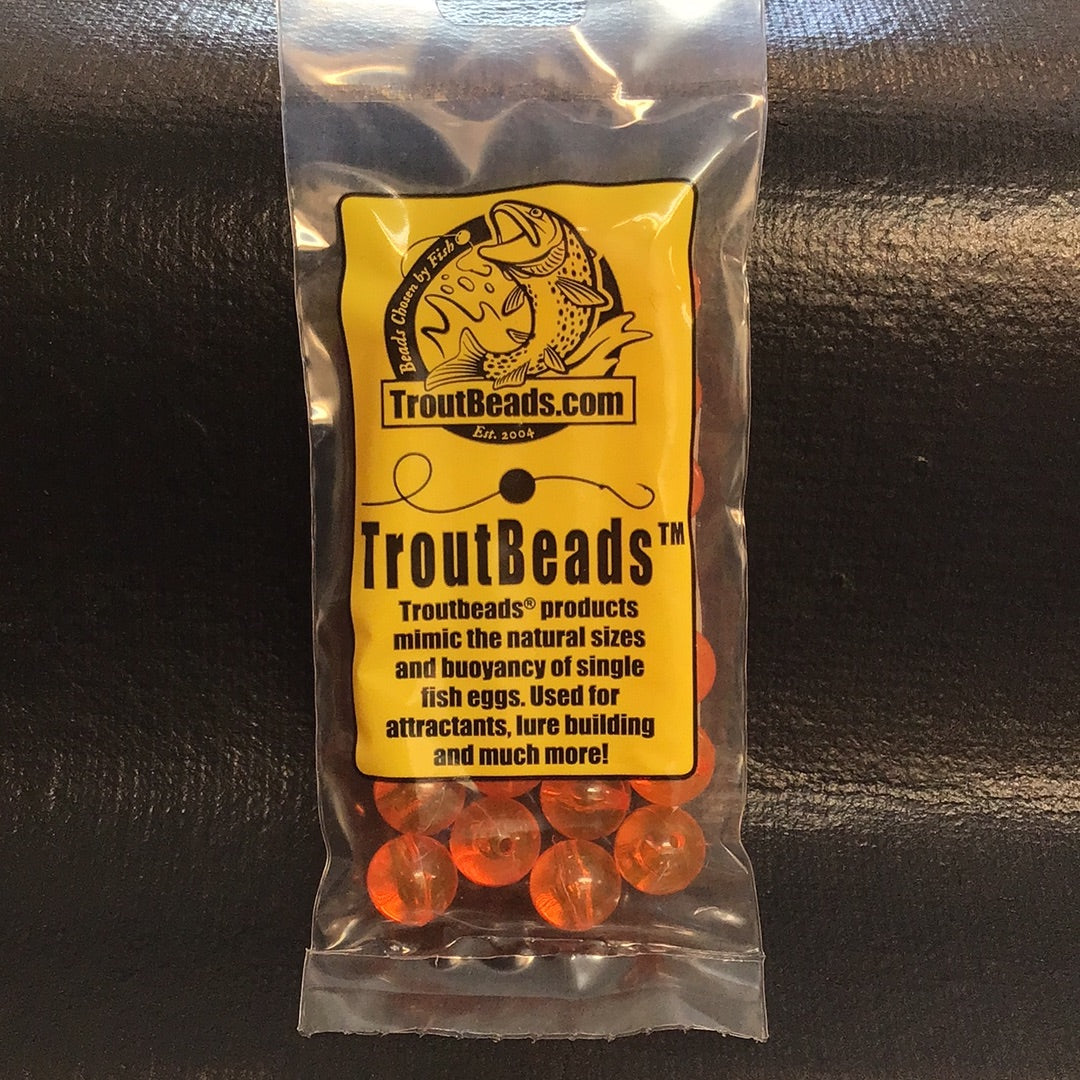 Beads Chosen by Fish
TroutBeads.com
Est. 2004
TroutBeads™
Troutbeads® products
mimic the natural sizes
and buoyancy of single
fish eggs. Used for
attractants, lure building
and much more!